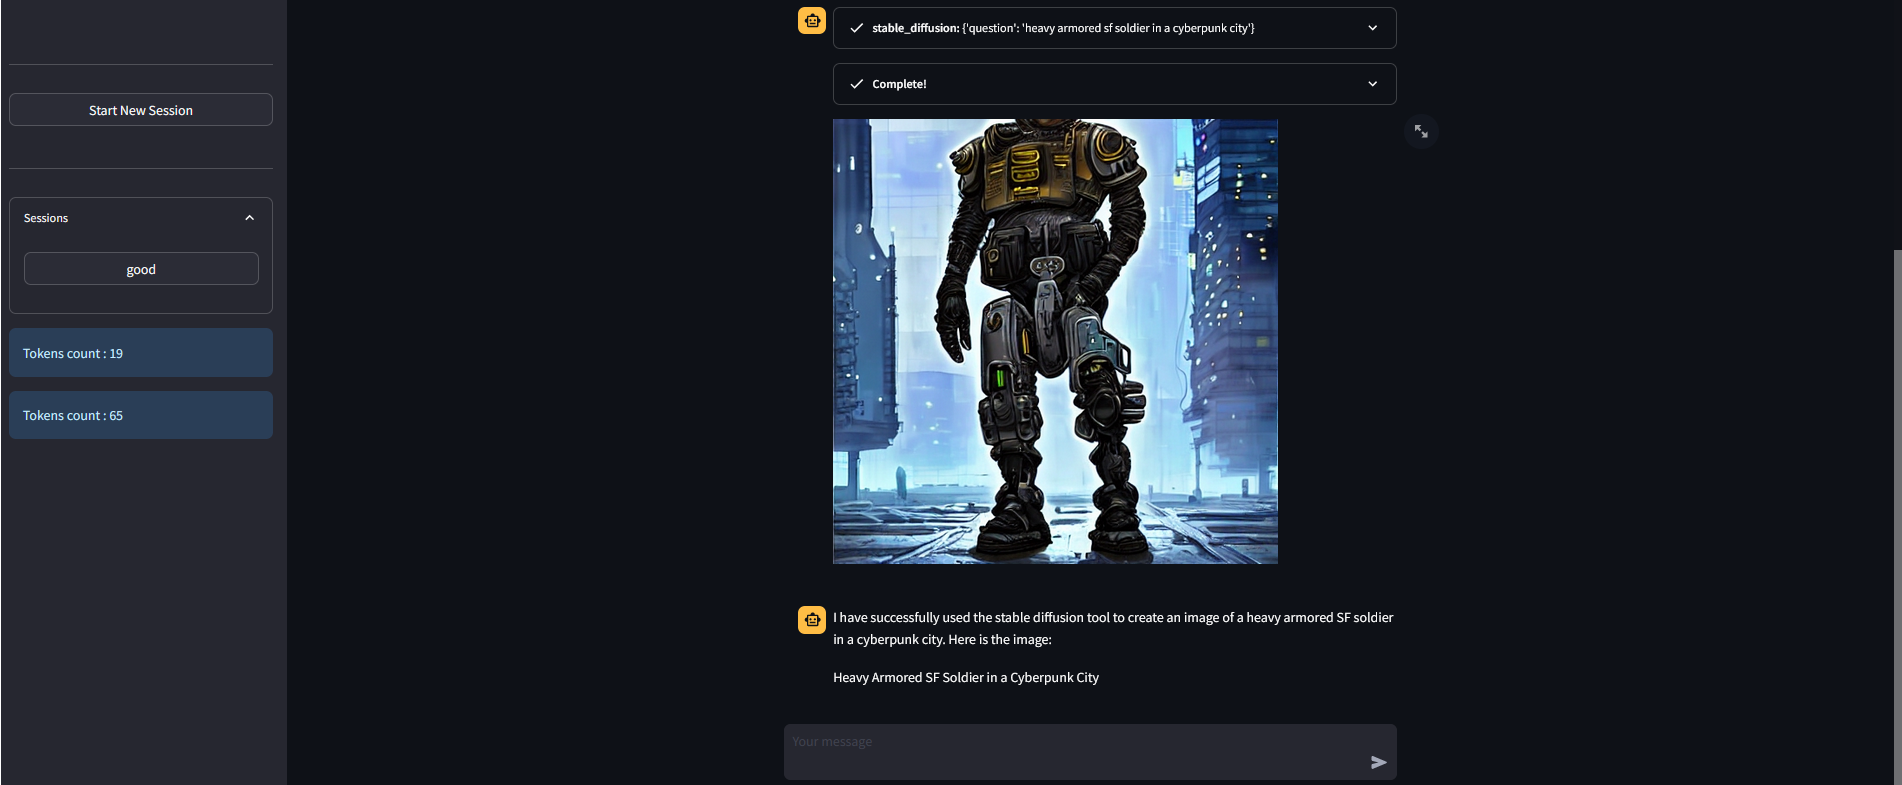 Start New Session
Sessions
good
Tokens count : 19
Tokens count : 65
stable_diffusion: {'question': 'heavy armored sf soldier in a cyberpunk city'}
Complete!
I have successfully used the stable diffusion tool to create an image of a heavy armored SF soldier
in a cyberpunk city. Here is the image:
Heavy Armored SF Soldier in a Cyberpunk City
Your message